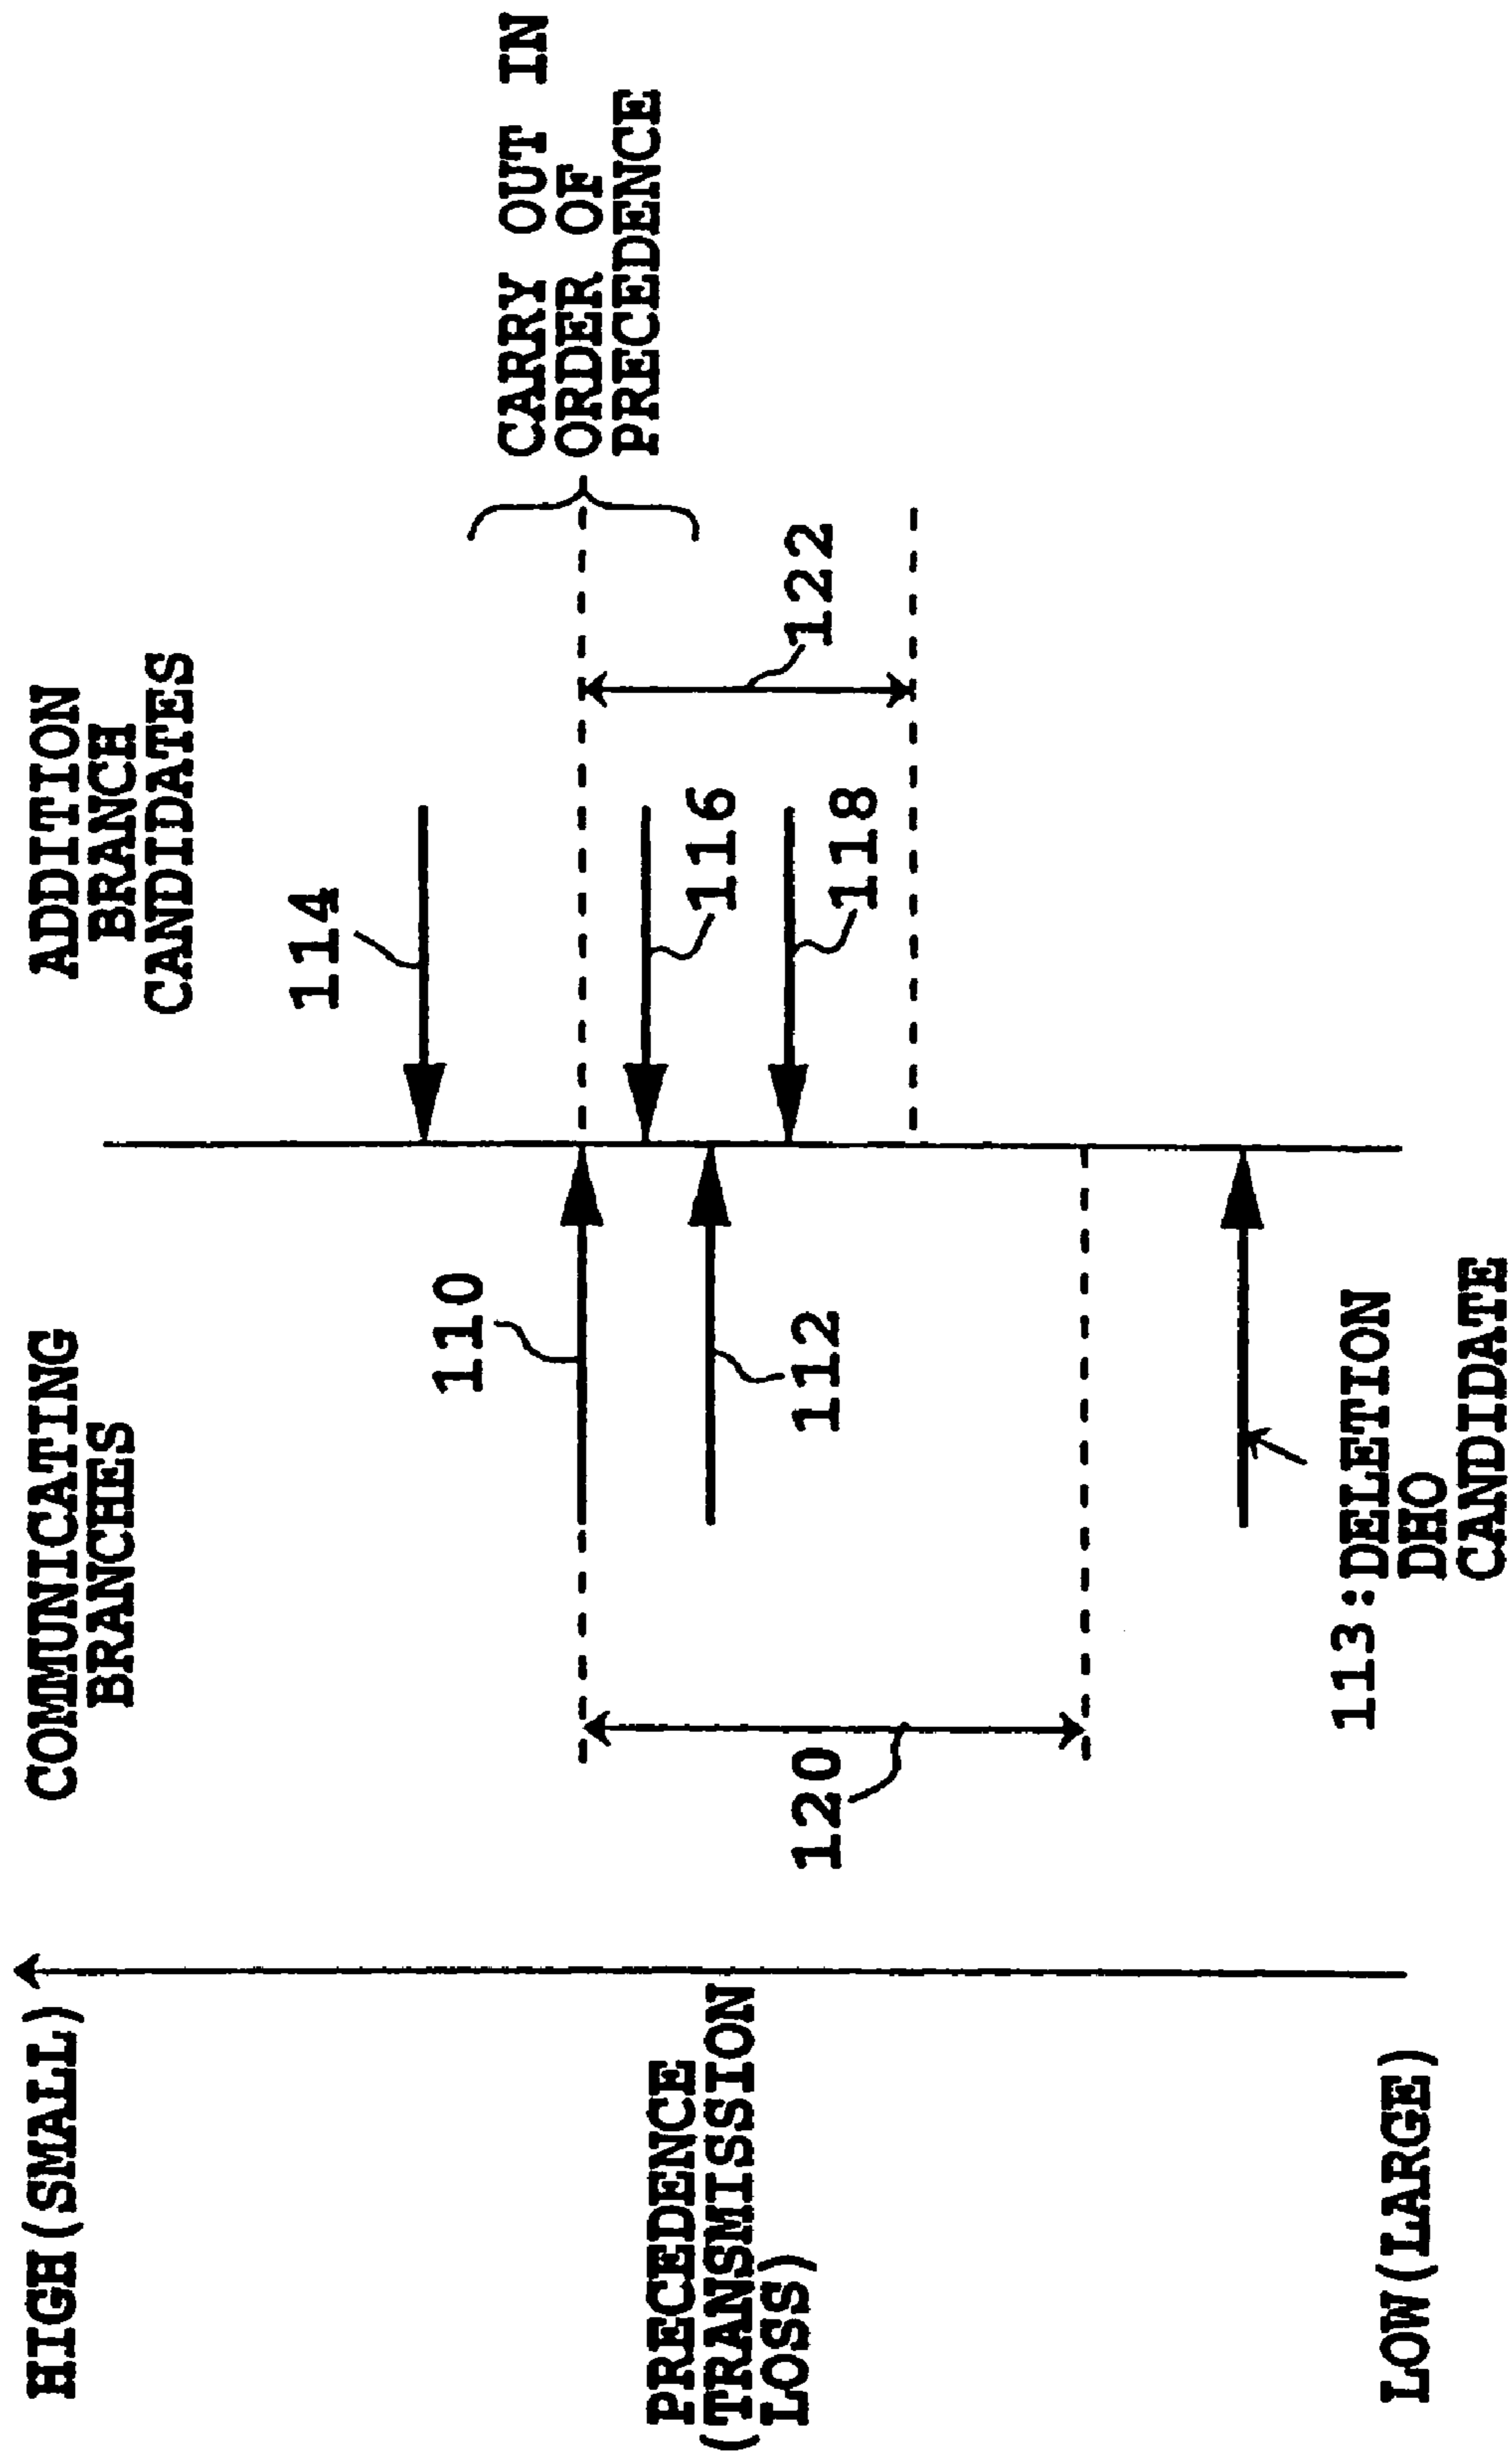 HIGH(SMALL)
PRECEDENCE
(TRANSMISSION
LOSS)
LOW(LARGE)
COMMUNICATING
BRANCHES
110
112
120
113:DELETION
DHO
CANDIDATE
ADDITION
BRANCH
CANDIDATES
114
116
118
122
CARRY OUT IN
ORDER OF
PRECEDENCE